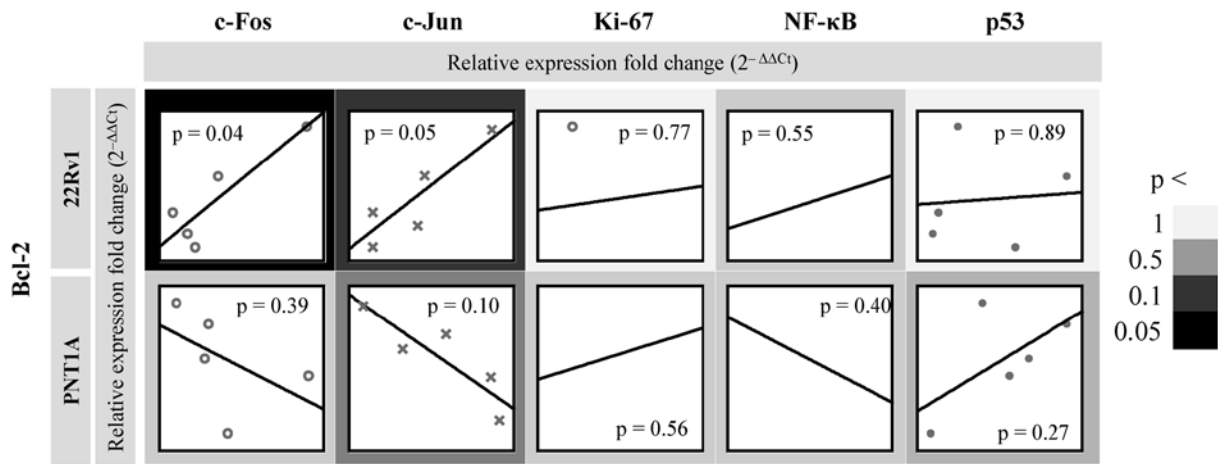 c-Fos c-Jun Ki-67 NF-κB p53
Relative expression fold change (2⁻ΔΔCt)
Bcl-2
22Rv1
Relative expression fold change (2⁻ΔΔCt)
p = 0.04
p = 0.05
p = 0.77
p = 0.55
p = 0.89
PNT1A
p = 0.39
p = 0.10
p = 0.56
p = 0.40
p = 0.27
p <
1
0.5
0.1
0.05